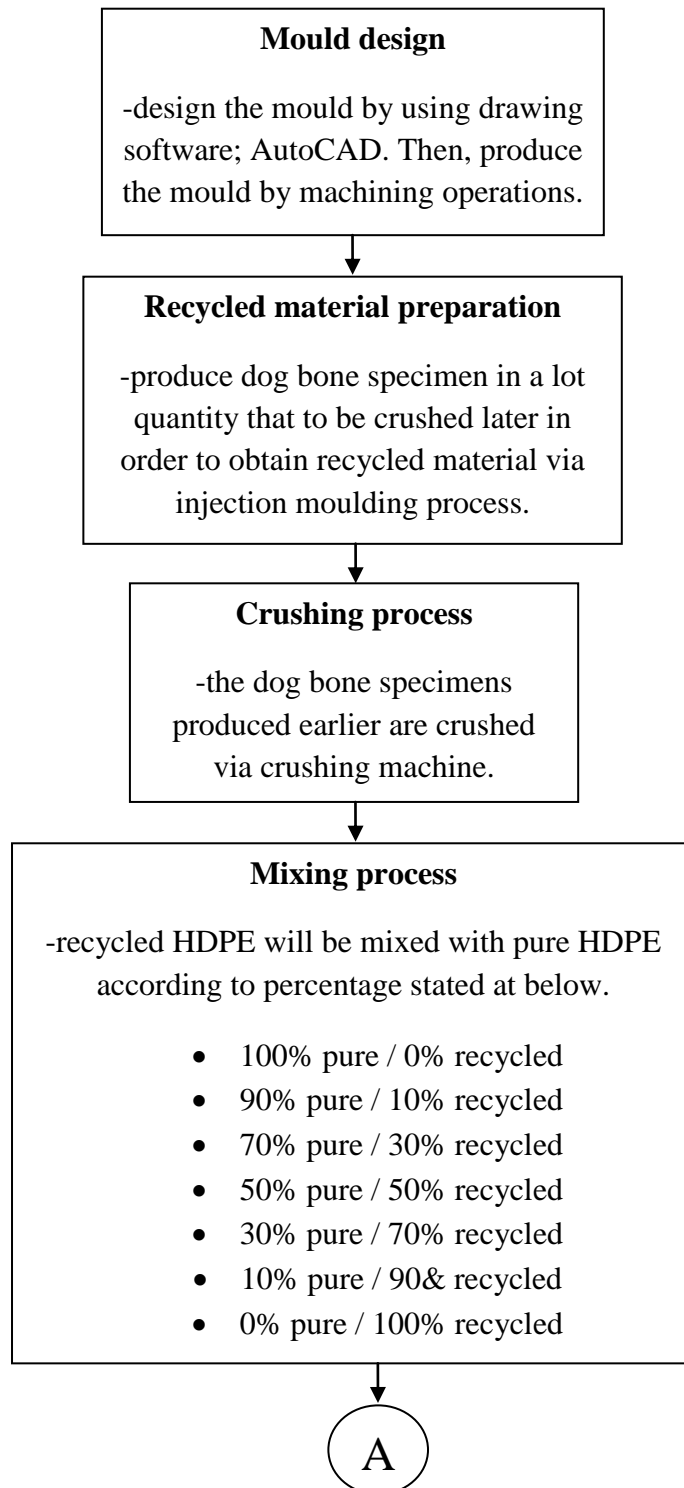 Mould design
-design the mould by using drawing
software; AutoCAD. Then, produce
the mould by machining operations.
Recycled material preparation
-produce dog bone specimen in a lot
quantity that to be crushed later in
order to obtain recycled material via
injection moulding process.
Crushing process
-the dog bone specimens
produced earlier are crushed
via crushing machine.
Mixing process
-recycled HDPE will be mixed with pure HDPE
according to percentage stated at below.
• 100% pure / 0% recycled
• 90% pure / 10% recycled
• 70% pure / 30% recycled
• 50% pure / 50% recycled
• 30% pure / 70% recycled
• 10% pure / 90& recycled
• 0% pure / 100% recycled
A